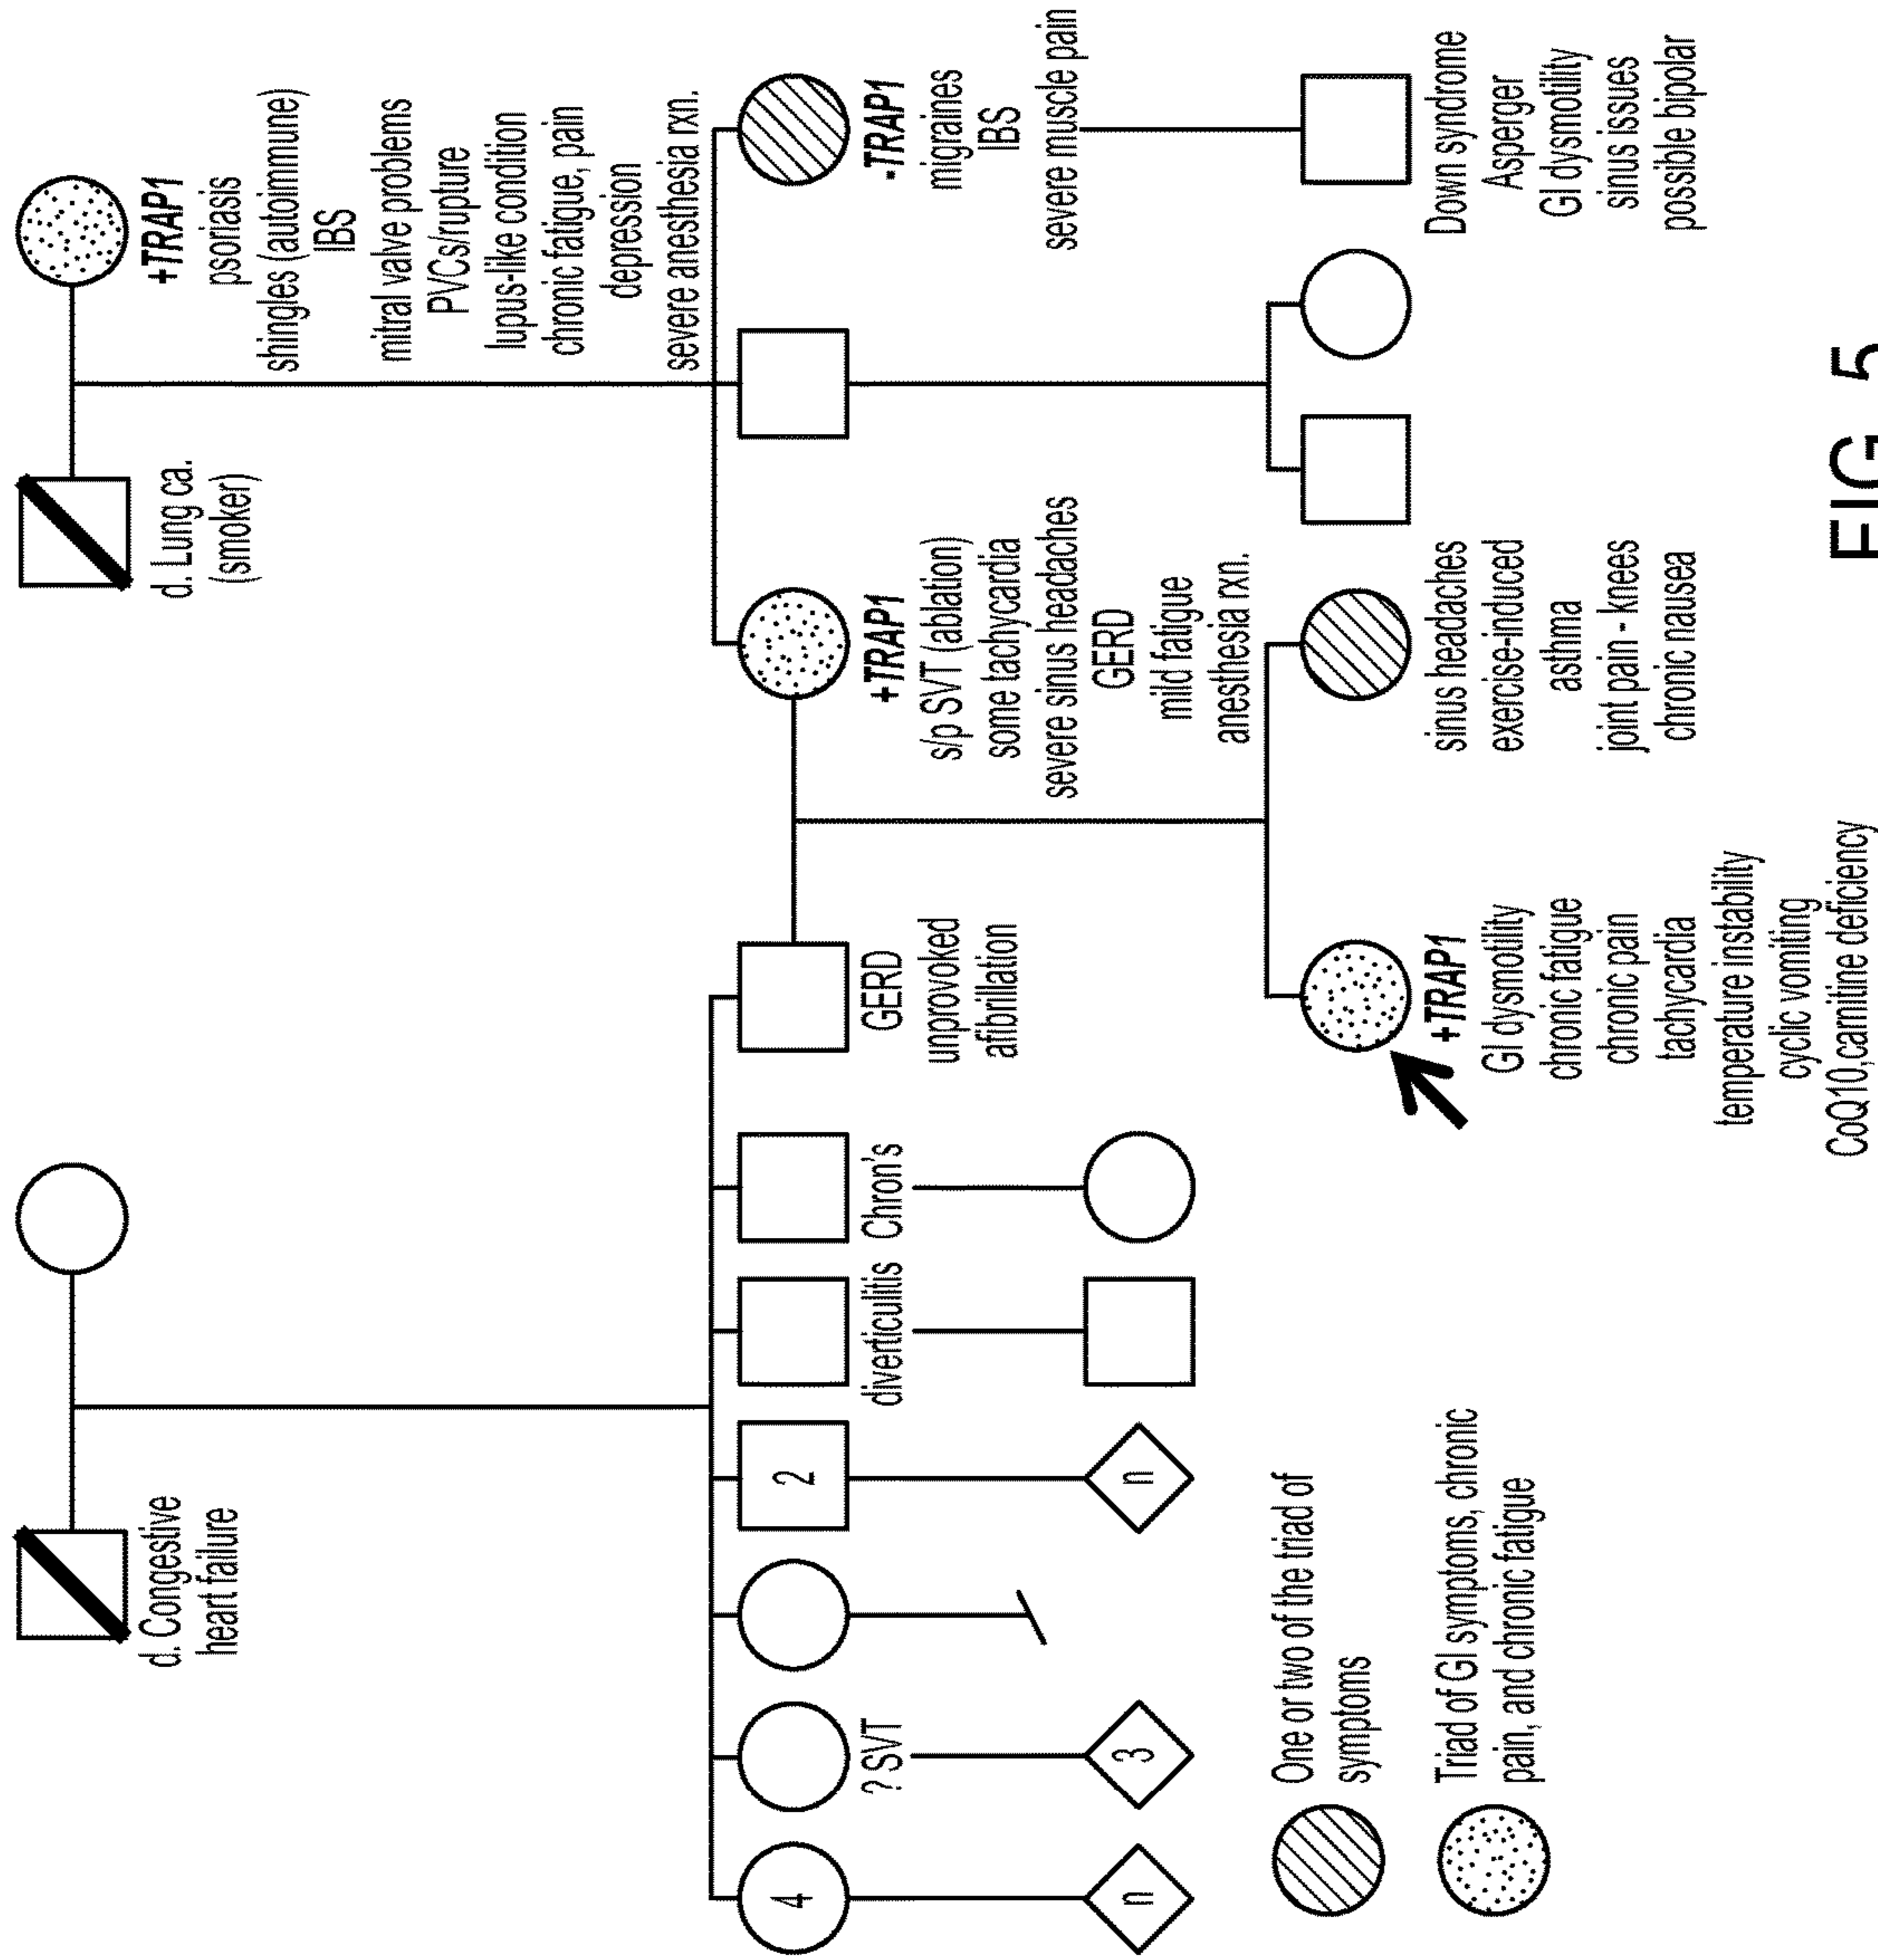 d. Congestive
heart failure
d. Lung ca.
(smoker)
+TRAP1
psoriasis
shingles (autoimmune)
IBS
mitral valve problems
PVCs/rupture
lupus-like condition
chronic fatigue, pain
depression
severe anesthesia rxn.
4
? SVT
2
diverticulitis
Chron's
GERD
unprovoked
afibrillation
+TRAP1
s/p SVT (ablation)
some tachycardia
severe sinus headaches
GERD
mild fatigue
anesthesia rxn.
-TRAP1
migraines
IBS
severe muscle pain
n
3
n
+TRAP1
GI dysmotility
chronic fatigue
chronic pain
tachycardia
temperature instability
cyclic vomiting
CoQ10,carnitine deficiency
sinus headaches
exercise-induced
asthma
joint pain - knees
chronic nausea
Down syndrome
Asperger
GI dysmotility
sinus issues
possible bipolar
One or two of the triad of
symptoms
Triad of GI symptoms, chronic
pain, and chronic fatigue
FIG. 5